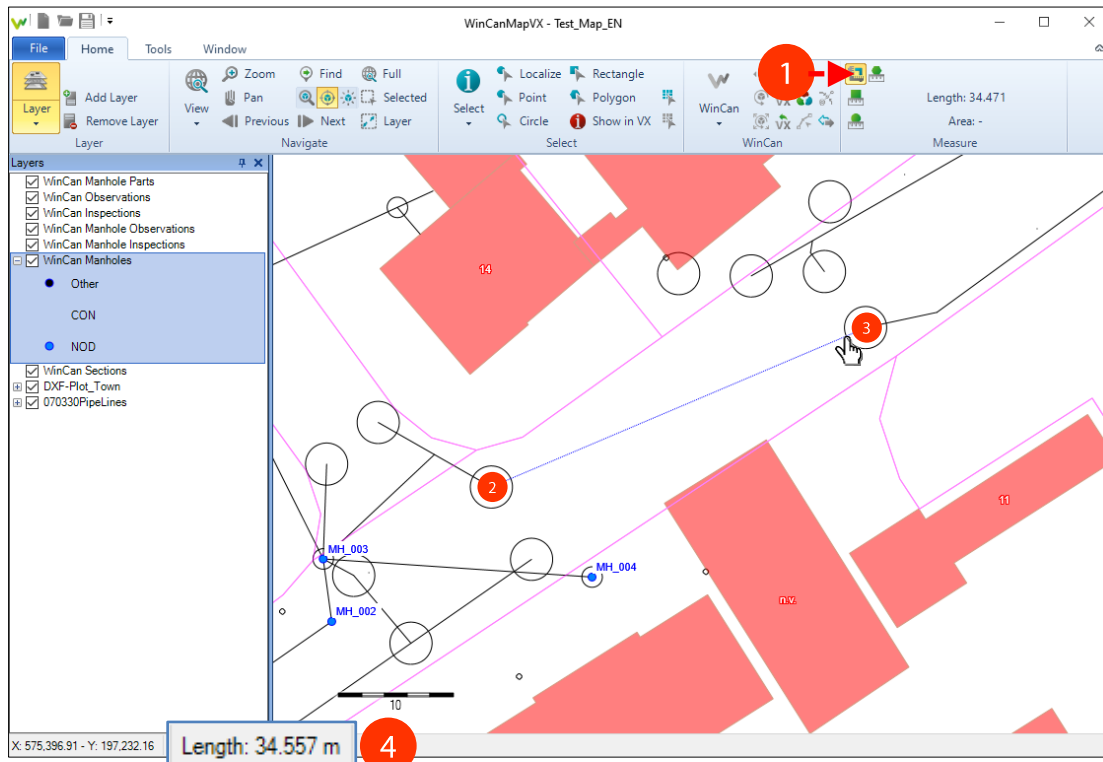 WinCanMapVX - Test_Map_EN
File Home Tools Window
1
Layer
Add Layer
Remove Layer
Layer
View
Zoom Find Full
Pan Selected
Previous Next Layer
Navigate
Select
Localize Rectangle
Point Polygon
Circle Show in VX
Select
WinCan
VX
VX
WinCan
Length: 34.471
Area: -
Measure
Layers
WinCan Manhole Parts
WinCan Observations
WinCan Inspections
WinCan Manhole Observations
WinCan Manhole Inspections
WinCan Manholes
Other
CON
NOD
WinCan Sections
DXF-Plot_Town
070330PipeLines
14
3
2
11
MH_003
MH_004
n.v.
MH_002
10
X: 575,396.91 - Y: 197,232.16
Length: 34.557 m
4